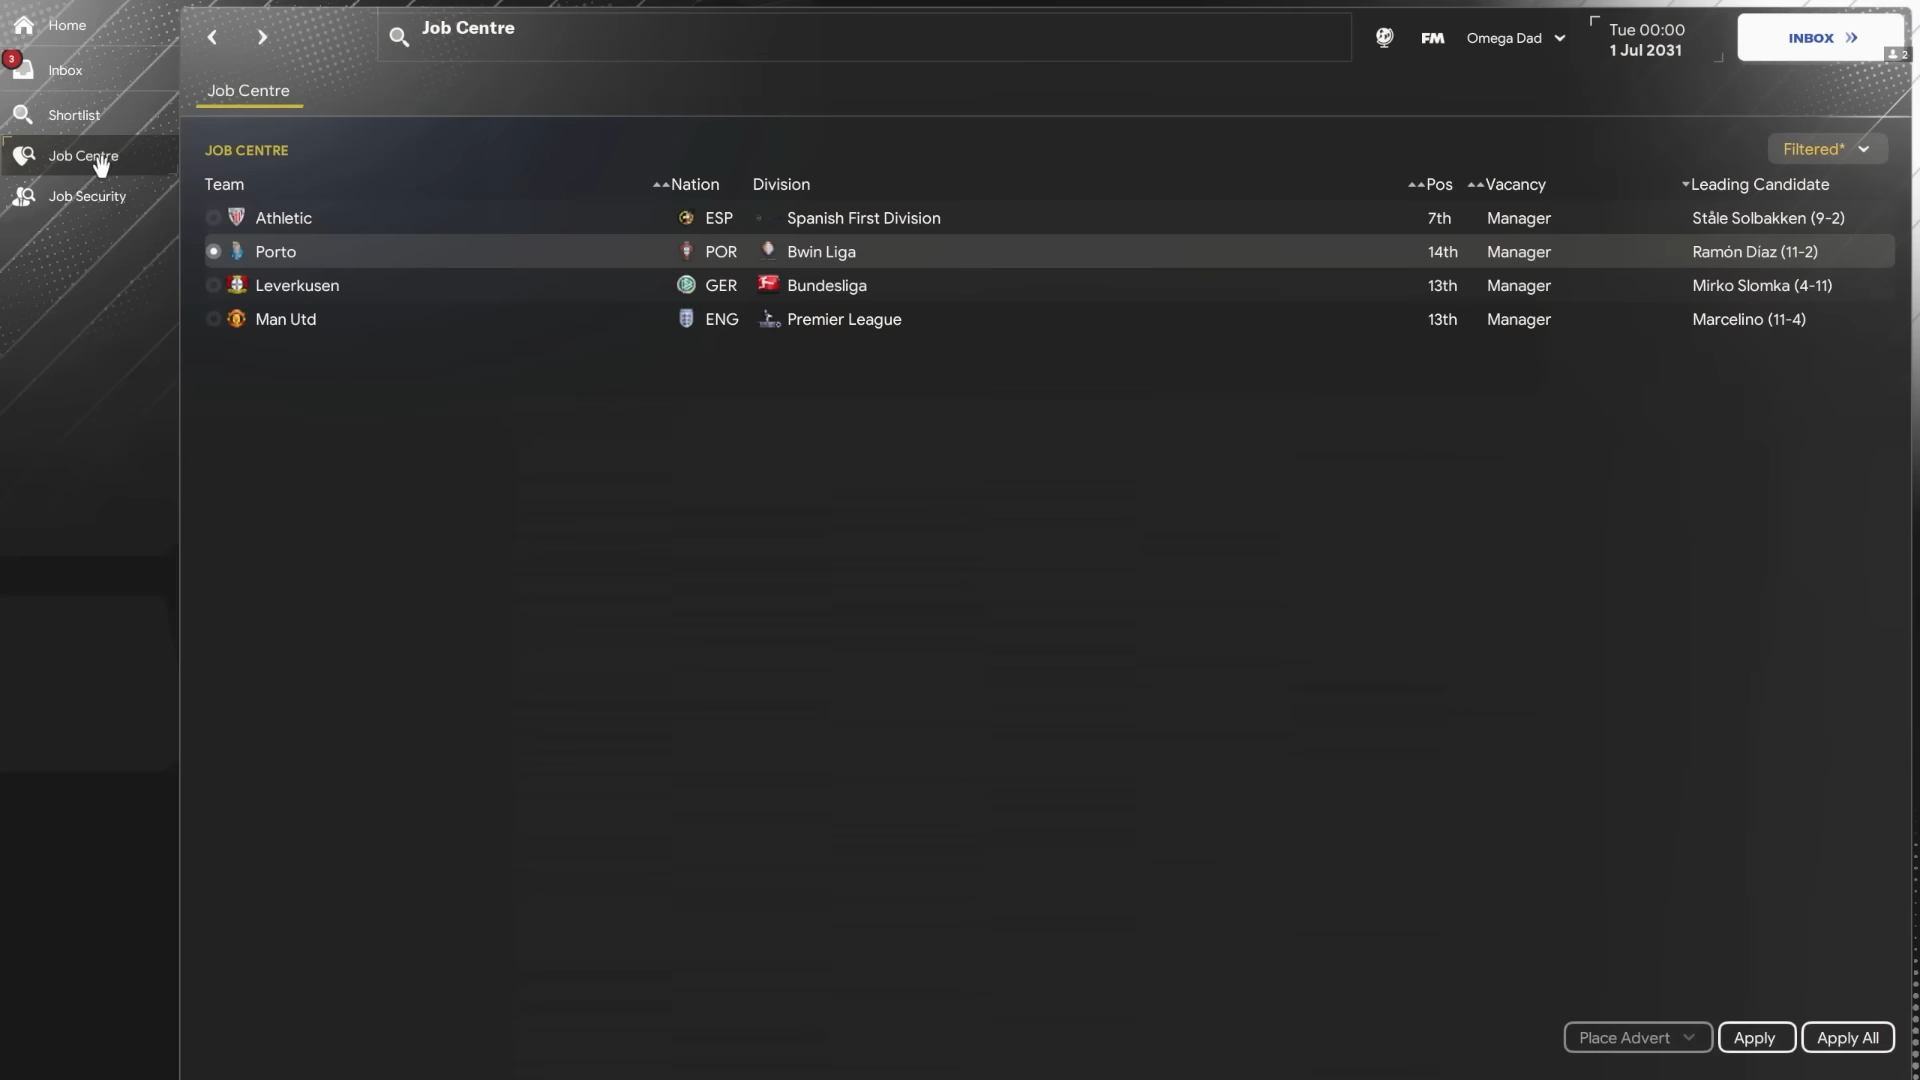 Home
3
Inbox
Shortlist
Job Centre
Job Security
Job Centre
FM
Omega Dad
Tue 00:00
1 Jul 2031
INBOX
2
Job Centre
JOB CENTRE
Filtered*
Team Nation Division Pos Vacancy Leading Candidate
Athletic ESP Spanish First Division 7th Manager Ståle Solbakken (9-2)
Porto POR Bwin Liga 14th Manager Ramón Díaz (11-2)
Leverkusen GER Bundesliga 13th Manager Mirko Slomka (4-11)
Man Utd ENG Premier League 13th Manager Marcelino (11-4)
Place Advert Apply Apply All